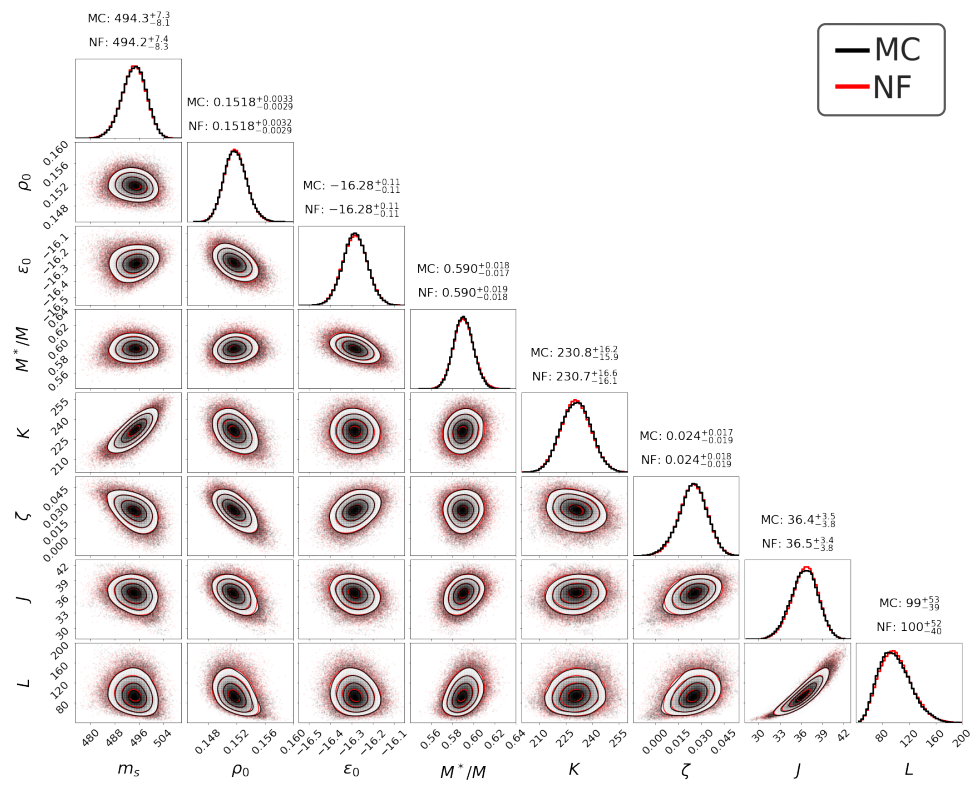 MC: 494.3+7.3 −8.1
NF: 494.2+7.4 −8.3
MC
NF
MC: 0.1518+0.0033 −0.0029
NF: 0.1518+0.0032 −0.0029
MC: −16.28+0.11 −0.11
NF: −16.28+0.11 −0.11
MC: 0.590+0.018 −0.017
NF: 0.590+0.019 −0.018
MC: 230.8+16.2 −15.9
NF: 230.7+16.6 −16.1
MC: 0.024+0.017 −0.019
NF: 0.024+0.018 −0.019
MC: 36.4+3.5 −3.8
NF: 36.5+3.4 −3.8
MC: 99+53 −39
NF: 100+52 −40
ρ0
0.160
0.156
0.152
0.148
ε0
−16.1
−16.2
−16.3
−16.4
−16.5
M*/M
0.64
0.62
0.60
0.58
0.56
K
255
240
225
210
ζ
0.045
0.030
0.015
0.000
J
42
39
36
33
30
L
200
160
120
80
480 488 496 504
0.148 0.152 0.156 0.160
−16.5 −16.4 −16.3 −16.2 −16.1
0.56 0.58 0.60 0.62 0.64
210 225 240 255
0.000 0.015 0.030 0.045
30 33 36 39 42
80 120 160 200
ms ρ0 ε0 M*/M K ζ J L